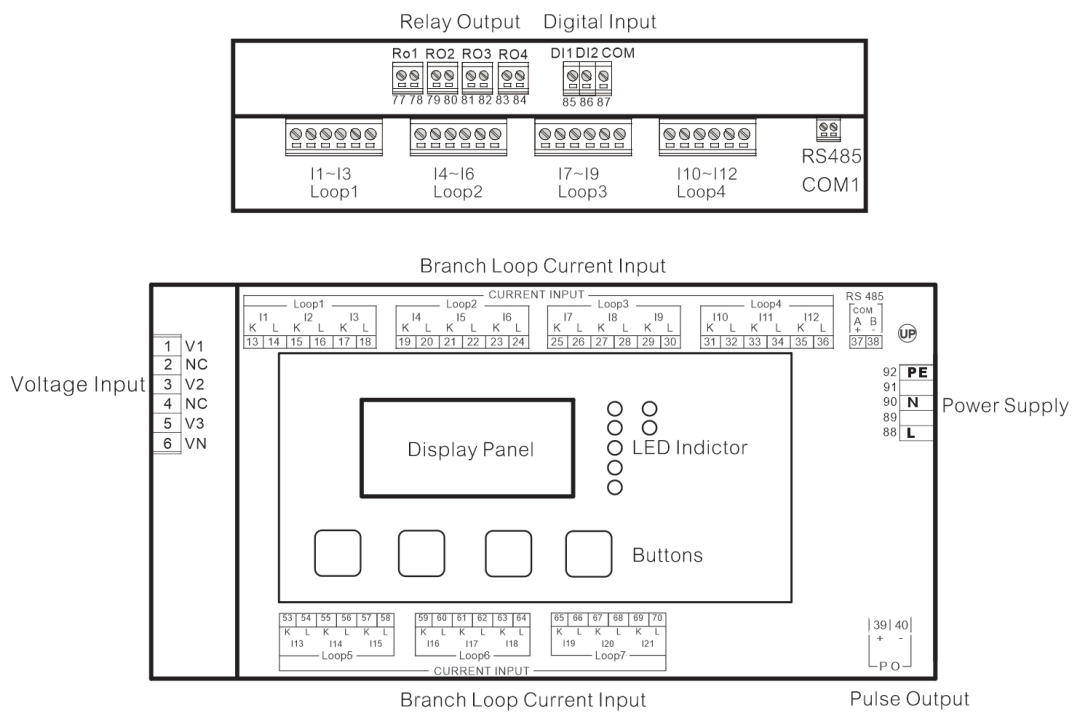 Relay Output Digital Input
Ro1 RO2 RO3 RO4 DI1 DI2 COM
77 78 79 80 81 82 83 84 85 86 87
I1~I3 I4~I6 I7~I9 I10~I12 RS485
Loop1 Loop2 Loop3 Loop4 COM1
Branch Loop Current Input
CURRENT INPUT RS 485
Loop1 Loop2 Loop3 Loop4 COM
I1 I2 I3 I4 I5 I6 I7 I8 I9 I10 I11 I12 A B
K L K L K L K L K L K L K L K L K L K L K L K L + -
13 14 15 16 17 18 19 20 21 22 23 24 25 26 27 28 29 30 31 32 33 34 35 36 37 38
UP
1 V1
2 NC
3 V2
4 NC
5 V3
6 VN
Voltage Input
92 PE
91
90 N
89
88 L
Power Supply
Display Panel
LED Indictor
Buttons
53 54 55 56 57 58 59 60 61 62 63 64 65 66 67 68 69 70
K L K L K L K L K L K L K L K L K L
I13 I14 I15 I16 I17 I18 I19 I20 I21
Loop5 Loop6 Loop7
CURRENT INPUT
Branch Loop Current Input
39 40
+ -
P O
Pulse Output